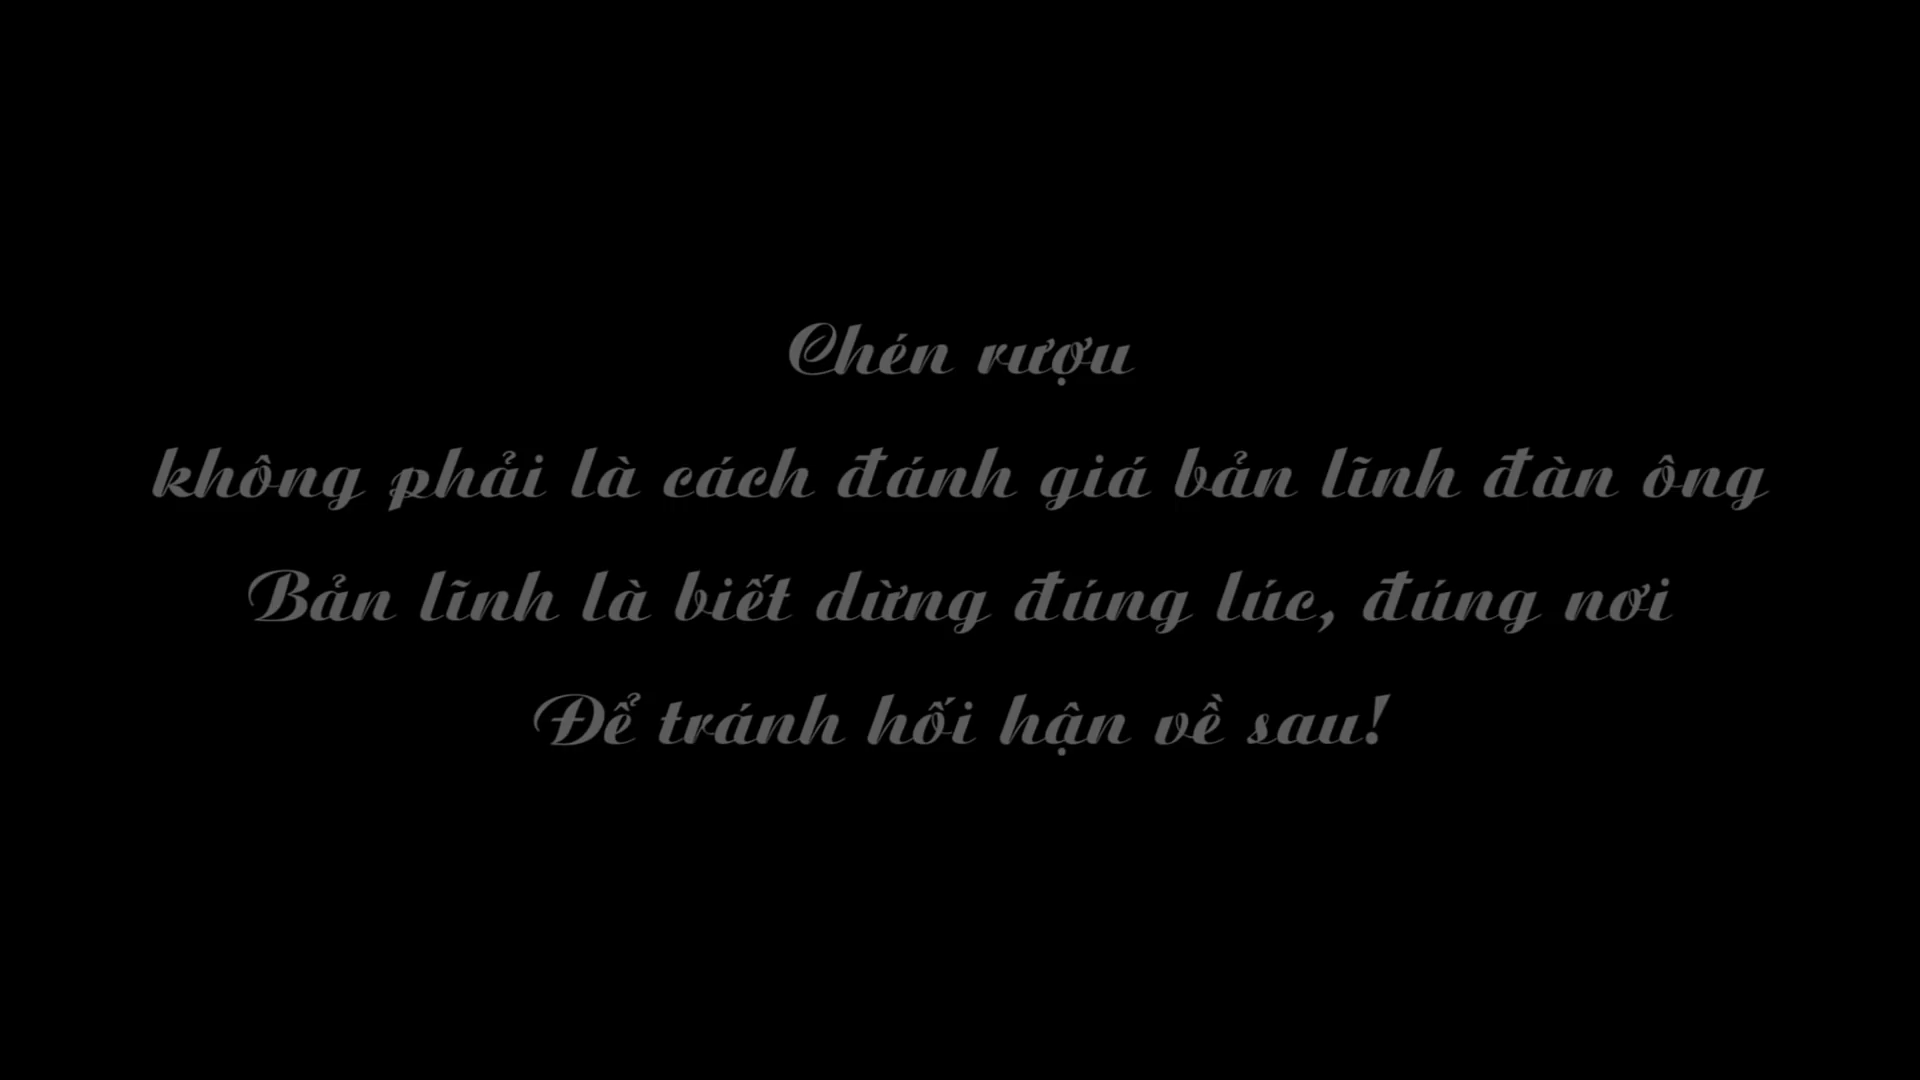 Chén rượu
không phải là cách đánh giá bản lĩnh đàn ông
Bản lĩnh là biết dừng đúng lúc, đúng nơi
Để tránh hối hận về sau!